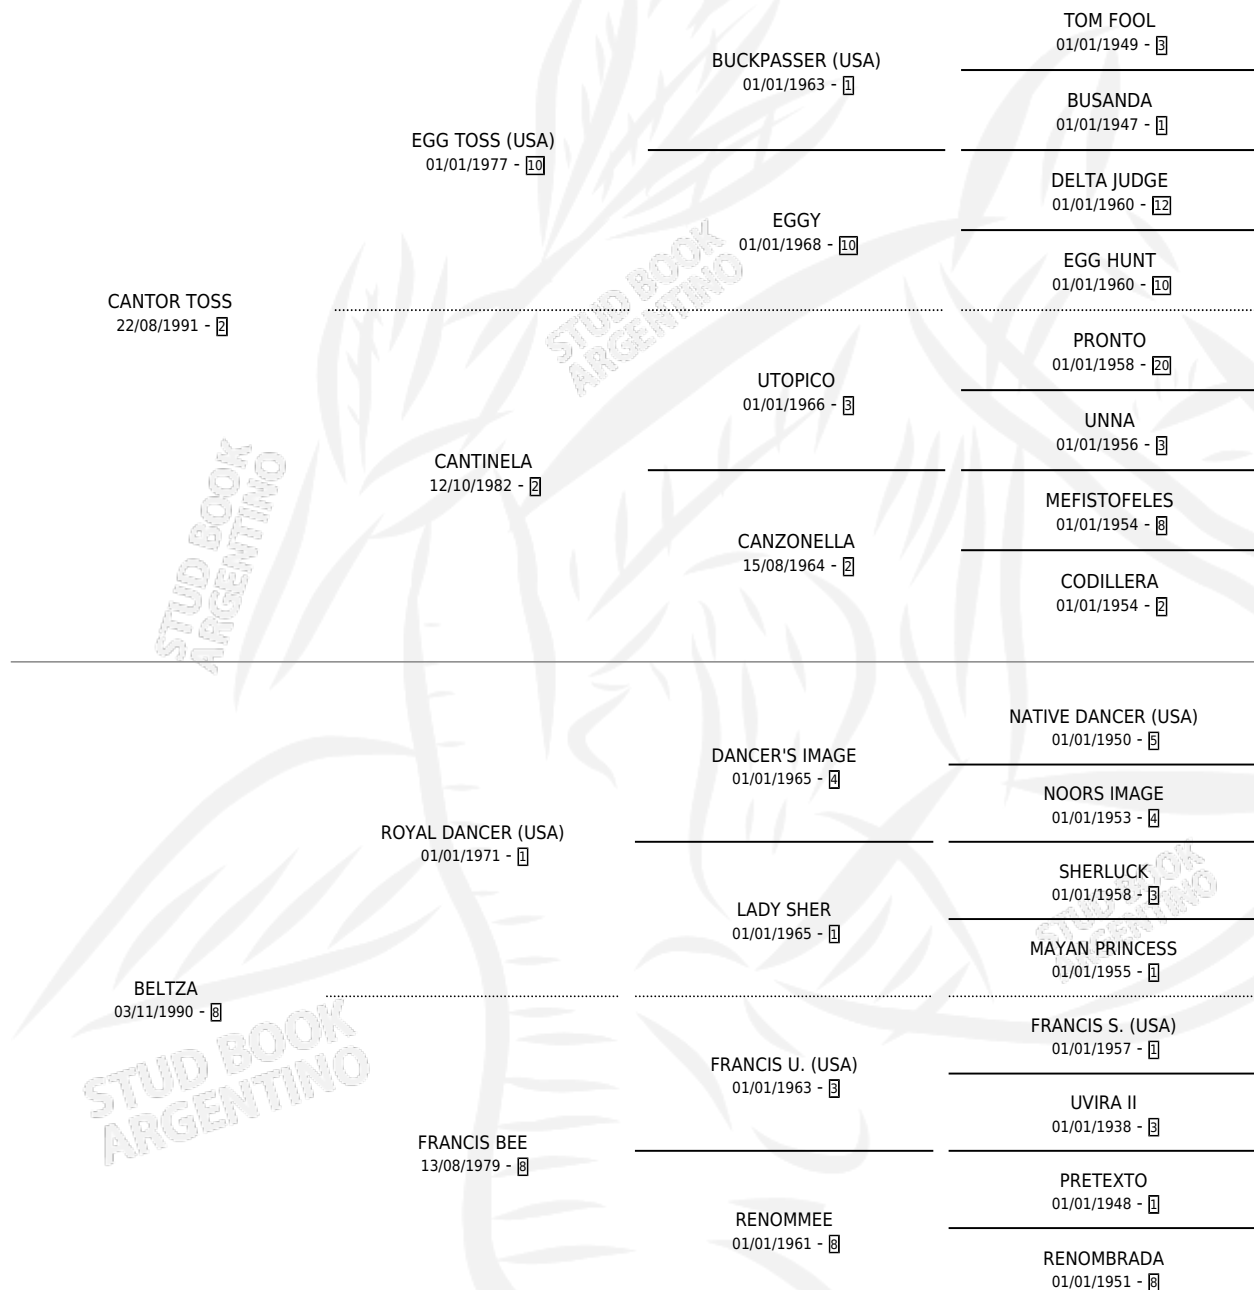 TOM FOOL
01/01/1949 - 3
BUCKPASSER (USA)
01/01/1963 - 1
BUSANDA
01/01/1947 - 1
EGG TOSS (USA)
01/01/1977 - 10
DELTA JUDGE
01/01/1960 - 12
EGGY
01/01/1968 - 10
EGG HUNT
01/01/1960 - 10
CANTOR TOSS
22/08/1991 - 2
STUD BOOK
ARGENTINO
PRONTO
01/01/1958 - 20
UTOPICO
01/01/1966 - 3
UNNA
01/01/1956 - 3
CANTINELA
12/10/1982 - 2
MEFISTOFELES
01/01/1954 - 8
CANZONELLA
15/08/1964 - 2
CODILLERA
01/01/1954 - 2
STUD BOOK
ARGENTINO
NATIVE DANCER (USA)
01/01/1950 - 5
DANCER'S IMAGE
01/01/1965 - 4
NOORS IMAGE
01/01/1953 - 4
ROYAL DANCER (USA)
01/01/1971 - 1
SHERLUCK
01/01/1958 - 3
LADY SHER
01/01/1965 - 1
STUD BOOK
ARGENTINO
MAYAN PRINCESS
01/01/1955 - 1
BELTZA
03/11/1990 - 8
STUD BOOK
ARGENTINO
FRANCIS S. (USA)
01/01/1957 - 1
FRANCIS U. (USA)
01/01/1963 - 3
UVIRA II
01/01/1938 - 3
FRANCIS BEE
13/08/1979 - 8
PRETEXTO
01/01/1948 - 1
RENOMMEE
01/01/1961 - 8
RENOMBRADA
01/01/1951 - 8